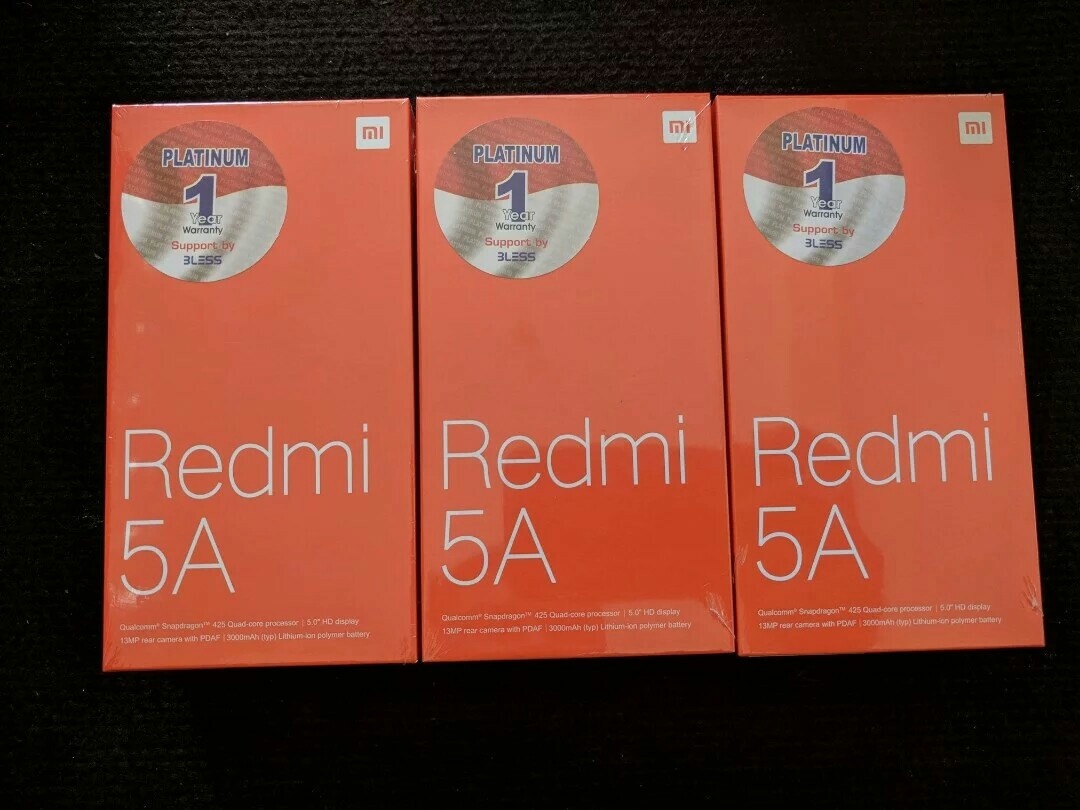 PLATINUM
1
Year
Warranty
Support by
BLESS
mi
Redmi
5A
Qualcomm® Snapdragon™ 425 Quad-core processor | 5.0" HD display
13MP rear camera with PDAF | 3000mAh (typ) Lithium-ion polymer battery
PLATINUM
1
Year
Warranty
Support by
BLESS
mi
Redmi
5A
Qualcomm® Snapdragon™ 425 Quad-core processor | 5.0" HD display
13MP rear camera with PDAF | 3000mAh (typ) Lithium-ion polymer battery
PLATINUM
1
Year
Warranty
Support by
BLESS
mi
Redmi
5A
Qualcomm® Snapdragon™ 425 Quad-core processor | 5.0" HD display
13MP rear camera with PDAF | 3000mAh (typ) Lithium-ion polymer battery